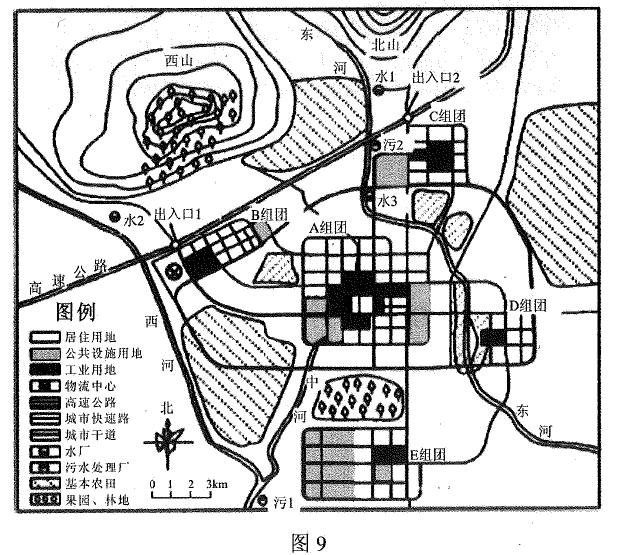 东
河
北山
西山
水1
出入口2
C组团
污2
水3
水2
出入口1
B组团
A组团
高速公路
D组团
西
河
中
河
东
河
E组团
污1
图例
居住用地
公共设施用地
工业用地
物流中心
高速公路
城市快速路
城市干道
水厂
污水处理厂
基本农田
果园、林地
北
0 1 2 3km
图9